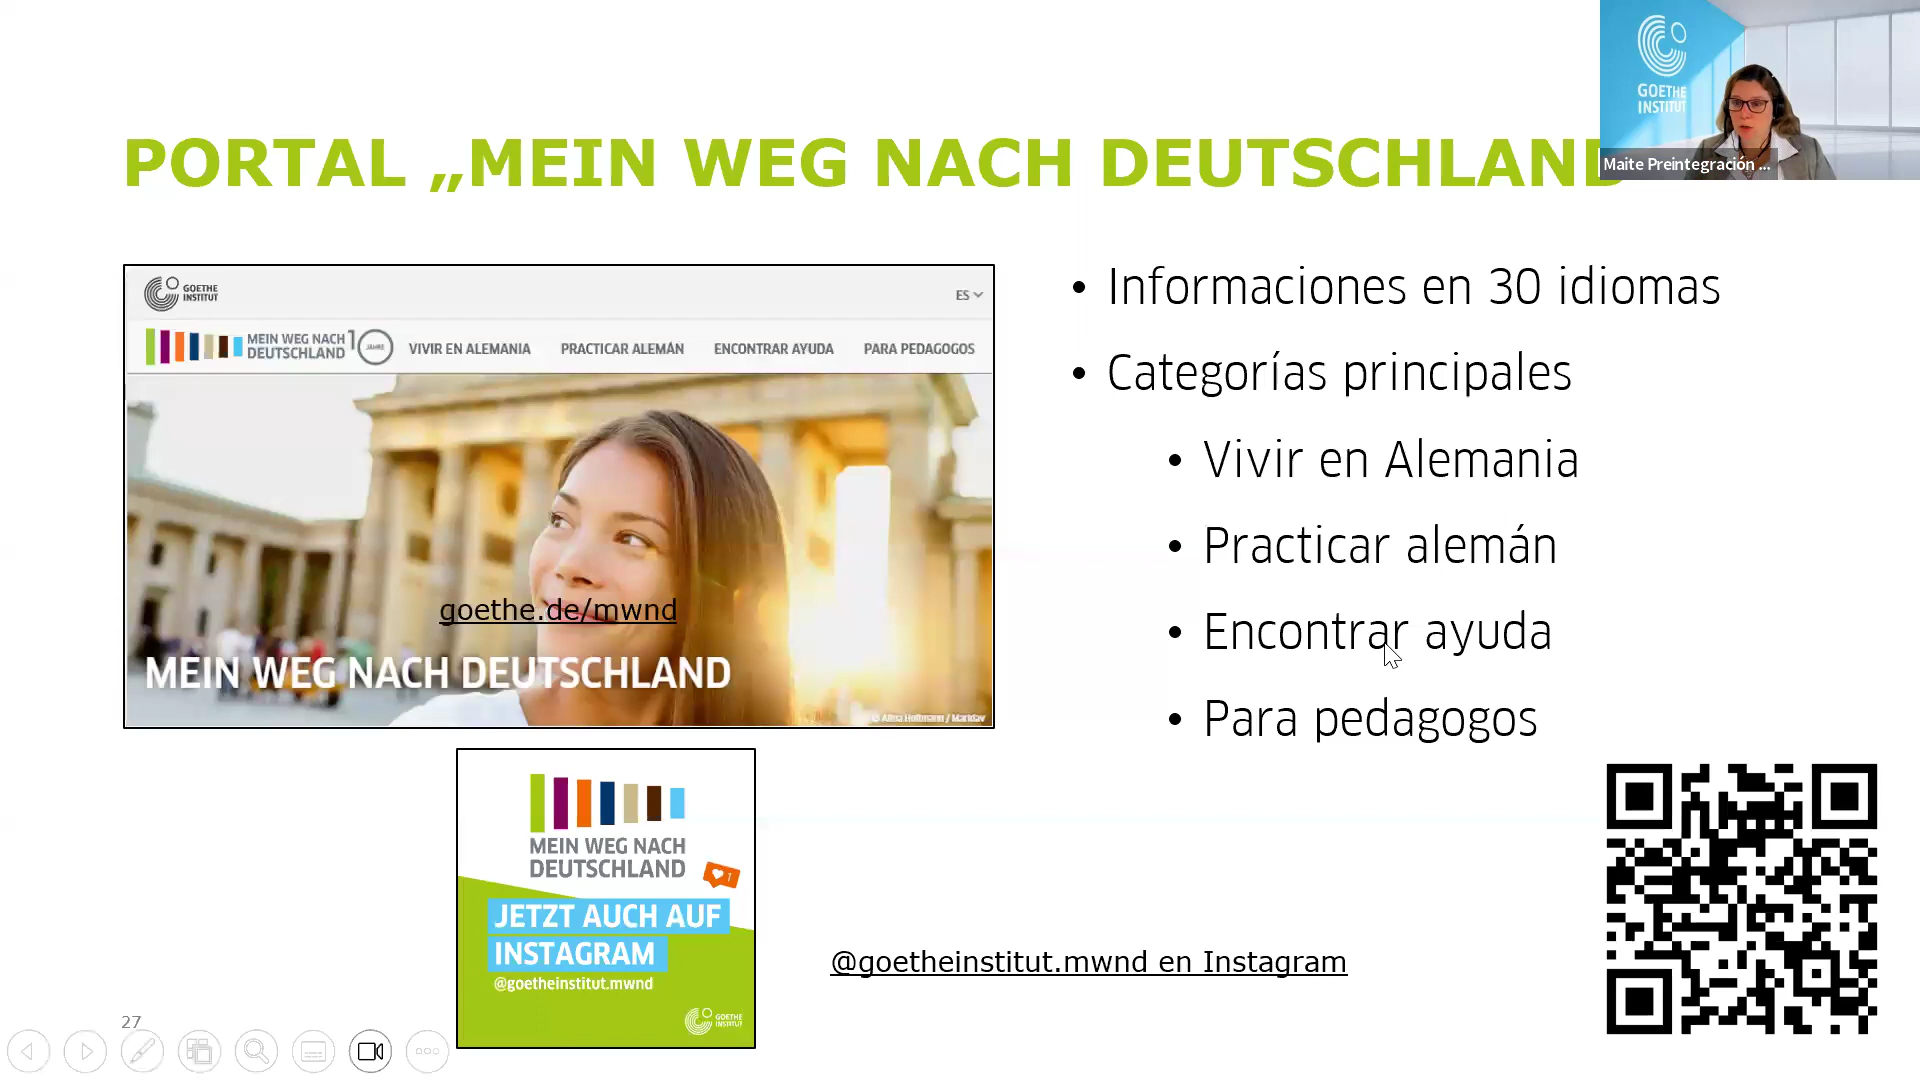 GOETHE
INSTITUT
Maite Preintegración ...
PORTAL „MEIN WEG NACH DEUTSCHLAND
GOETHE
INSTITUT
ES
MEIN WEG NACH
DEUTSCHLAND
10
JAHRE
VIVIR EN ALEMANIA
PRACTICAR ALEMÁN
ENCONTRAR AYUDA
PARA PEDAGOGOS
goethe.de/mwnd
MEIN WEG NACH DEUTSCHLAND
• Informaciones en 30 idiomas
• Categorías principales
• Vivir en Alemania
• Practicar alemán
• Encontrar ayuda
• Para pedagogos
MEIN WEG NACH
DEUTSCHLAND
1
JETZT AUCH AUF
INSTAGRAM
@goetheinstitut.mwnd
GOETHE
INSTITUT
@goetheinstitut.mwnd en Instagram
27